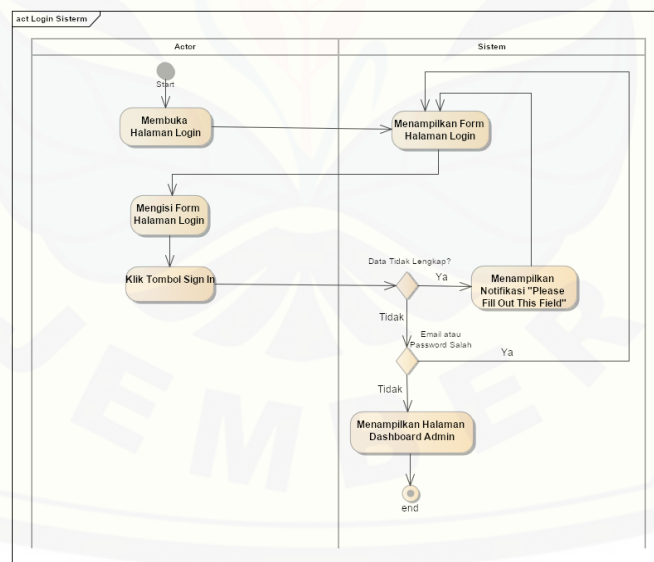 act Login Sisterm
Actor
Sistem
Start
Membuka
Halaman Login
Menampilkan Form
Halaman Login
Mengisi Form
Halaman Login
Klik Tombol Sign In
Data Tidak Lengkap?
Ya
Menampilkan
Notifikasi "Please
Fill Out This Field"
Tidak
Email atau
Password Salah
Ya
Tidak
Menampilkan Halaman
Dashboard Admin
end
JEMBER